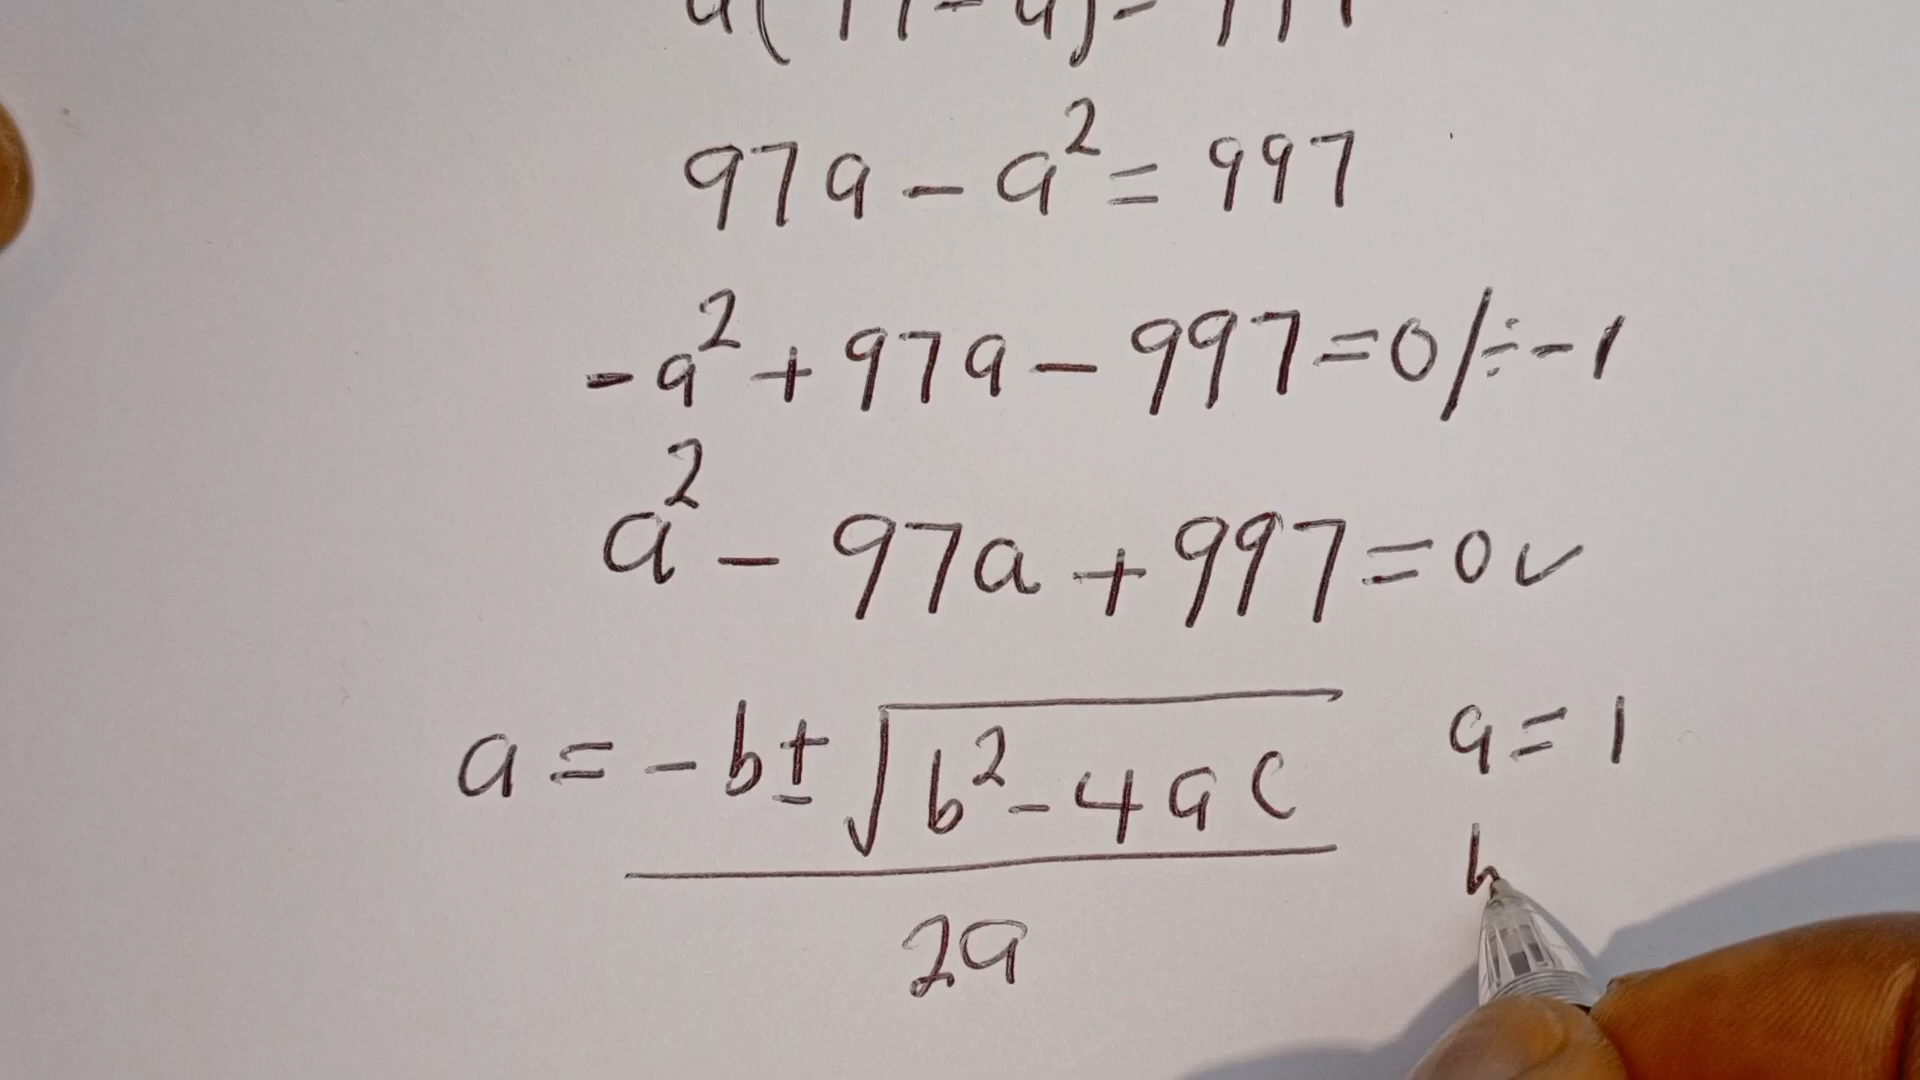 97a - a² = 997
-a² + 97a - 997 = 0 / ÷ -1
a² - 97a + 997 = 0 ✓
a = -b ± √b² - 4ac a = 1
b
2a